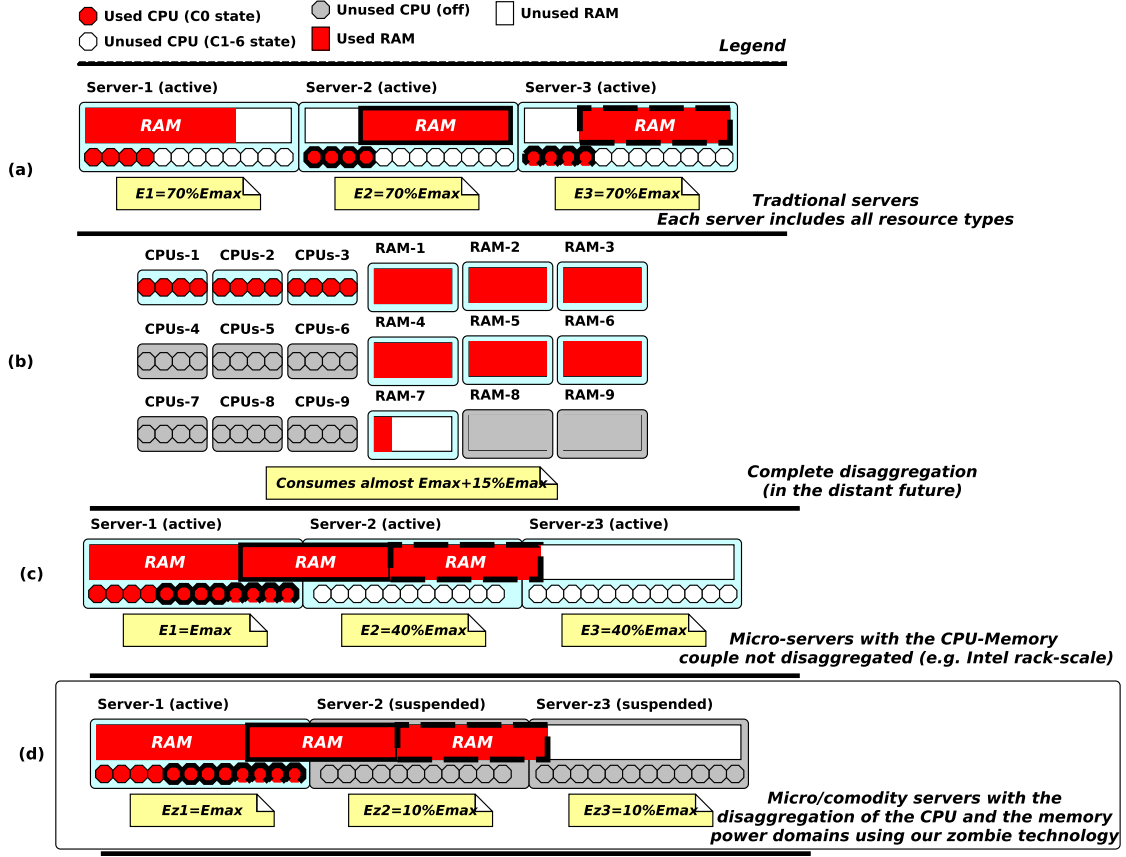 Used CPU (C0 state)
Unused CPU (off)
Unused RAM
Unused CPU (C1-6 state)
Used RAM
Legend
Server-1 (active)
Server-2 (active)
Server-3 (active)
RAM
RAM
RAM
(a)
E1=70%Emax
E2=70%Emax
E3=70%Emax
Tradtional servers
Each server includes all resource types
CPUs-1
CPUs-2
CPUs-3
RAM-1
RAM-2
RAM-3
CPUs-4
CPUs-5
CPUs-6
RAM-4
RAM-5
RAM-6
(b)
CPUs-7
CPUs-8
CPUs-9
RAM-7
RAM-8
RAM-9
Consumes almost Emax+15%Emax
Complete disaggregation
(in the distant future)
Server-1 (active)
Server-2 (active)
Server-z3 (active)
RAM
RAM
RAM
(c)
E1=Emax
E2=40%Emax
E3=40%Emax
Micro-servers with the CPU-Memory
couple not disaggregated (e.g. Intel rack-scale)
Server-1 (active)
Server-2 (suspended)
Server-z3 (suspended)
RAM
RAM
RAM
(d)
Ez1=Emax
Ez2=10%Emax
Ez3=10%Emax
Micro/comodity servers with the
disaggregation of the CPU and the memory
power domains using our zombie technology